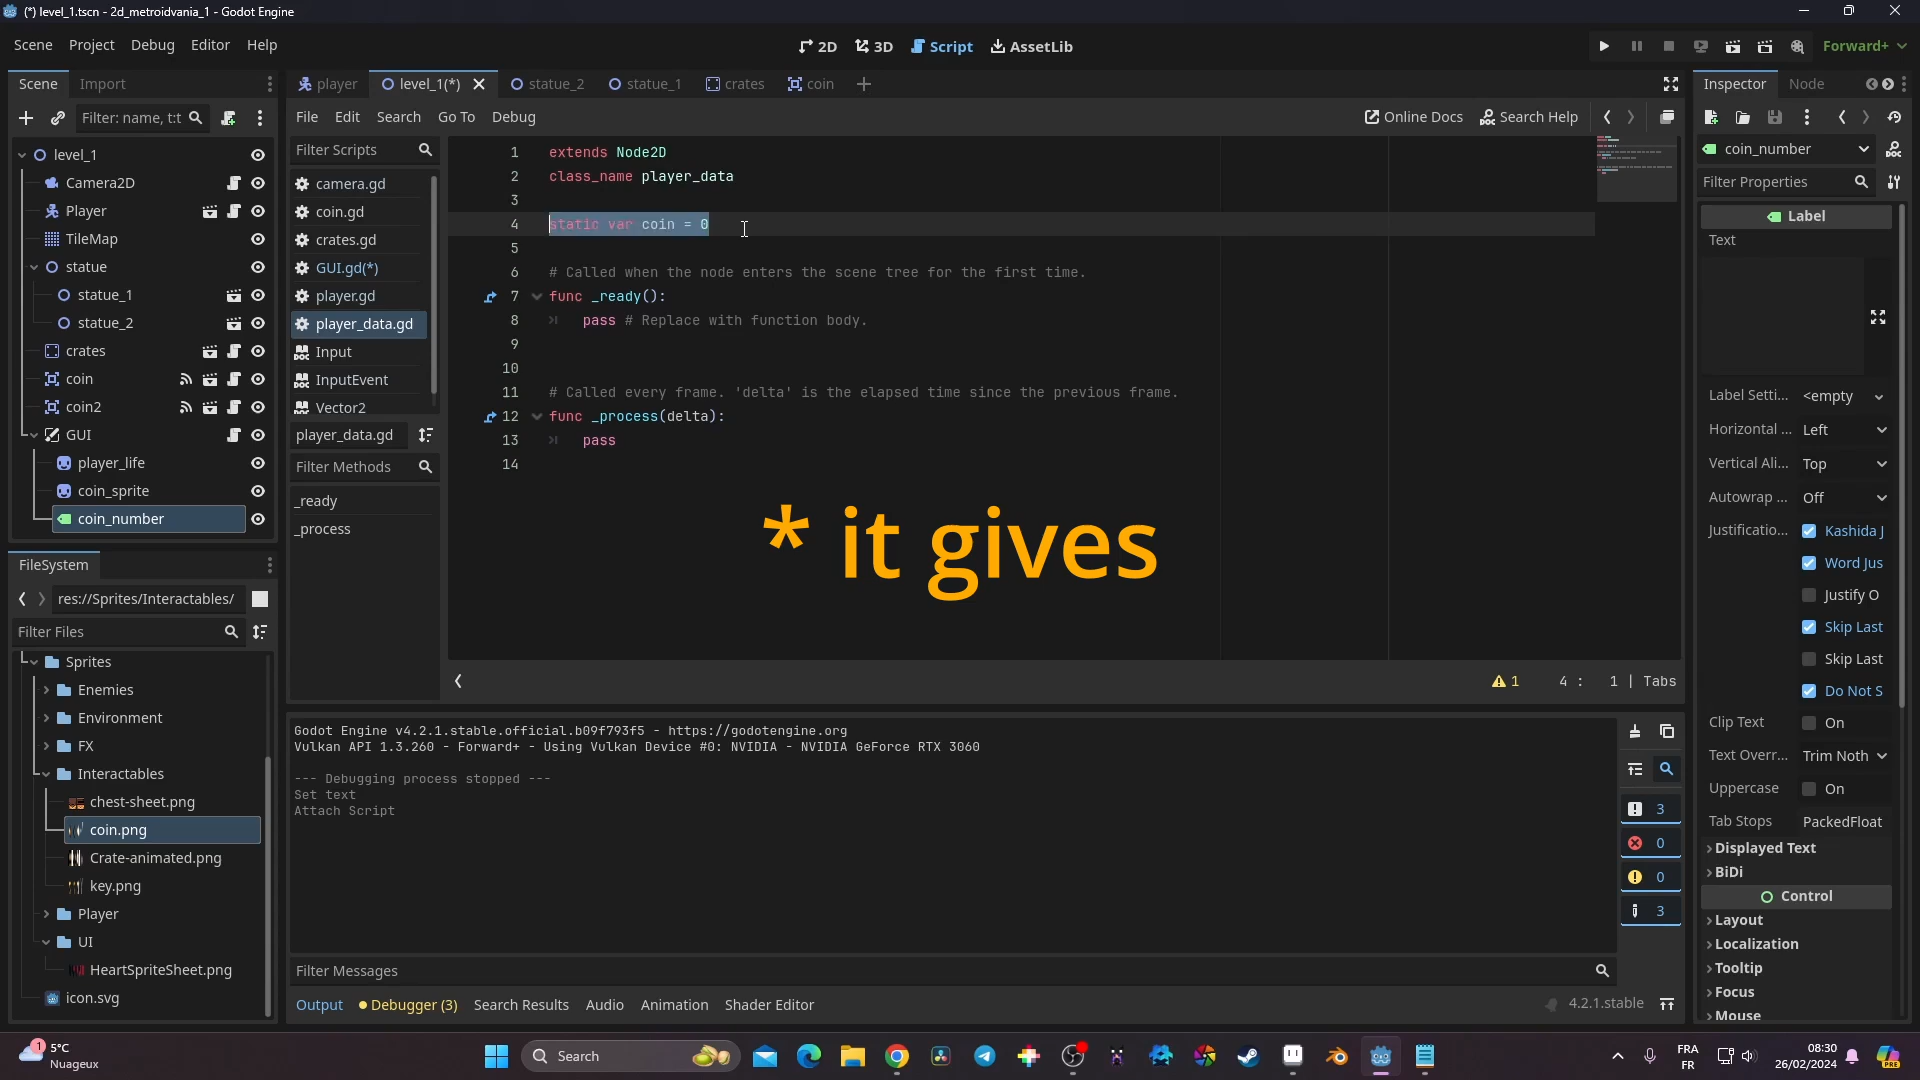 (*) level_1.tscn - 2d_metroidvania_1 - Godot Engine
Scene Project Debug Editor Help
2D 3D Script AssetLib
Forward+
Scene Import
player level_1(*) statue_2 statue_1 crates coin
Inspector Node
Filter: name, t:t
File Edit Search Go To Debug
Online Docs Search Help
level_1
Camera2D
Player
TileMap
statue
statue_1
statue_2
crates
coin
coin2
GUI
player_life
coin_sprite
coin_number
Filter Scripts
camera.gd
coin.gd
crates.gd
GUI.gd(*)
player.gd
player_data.gd
Input
InputEvent
Vector2
player_data.gd
Filter Methods
_ready
_process
1 extends Node2D
2 class_name player_data
3
4 static var coin = 0
5
6 # Called when the node enters the scene tree for the first time.
7 func _ready():
8 pass # Replace with function body.
9
10
11 # Called every frame. 'delta' is the elapsed time since the previous frame.
12 func _process(delta):
13 pass
14
* it gives
1 4 : 1 | Tabs
coin_number
Filter Properties
Label
Text
Label Setti... <empty
Horizontal ... Left
Vertical Ali... Top
Autowrap ... Off
Justificatio... Kashida J
Word Jus
Justify O
Skip Last
Skip Last
Do Not S
Clip Text On
Text Overr... Trim Noth
Uppercase On
Tab Stops PackedFloat
Displayed Text
BiDi
Control
Layout
Localization
Tooltip
Focus
Mouse
FileSystem
res://Sprites/Interactables/
Filter Files
Sprites
Enemies
Environment
FX
Interactables
chest-sheet.png
coin.png
Crate-animated.png
key.png
Player
UI
HeartSpriteSheet.png
icon.svg
Godot Engine v4.2.1.stable.official.b09f793f5 - https://godotengine.org
Vulkan API 1.3.260 - Forward+ - Using Vulkan Device #0: NVIDIA - NVIDIA GeForce RTX 3060
--- Debugging process stopped ---
Set text
Attach Script
3
0
0
3
Filter Messages
Output Debugger (3) Search Results Audio Animation Shader Editor
4.2.1.stable
1
5°C
Nuageux
Search
FRA
FR
08:30
26/02/2024
PRE